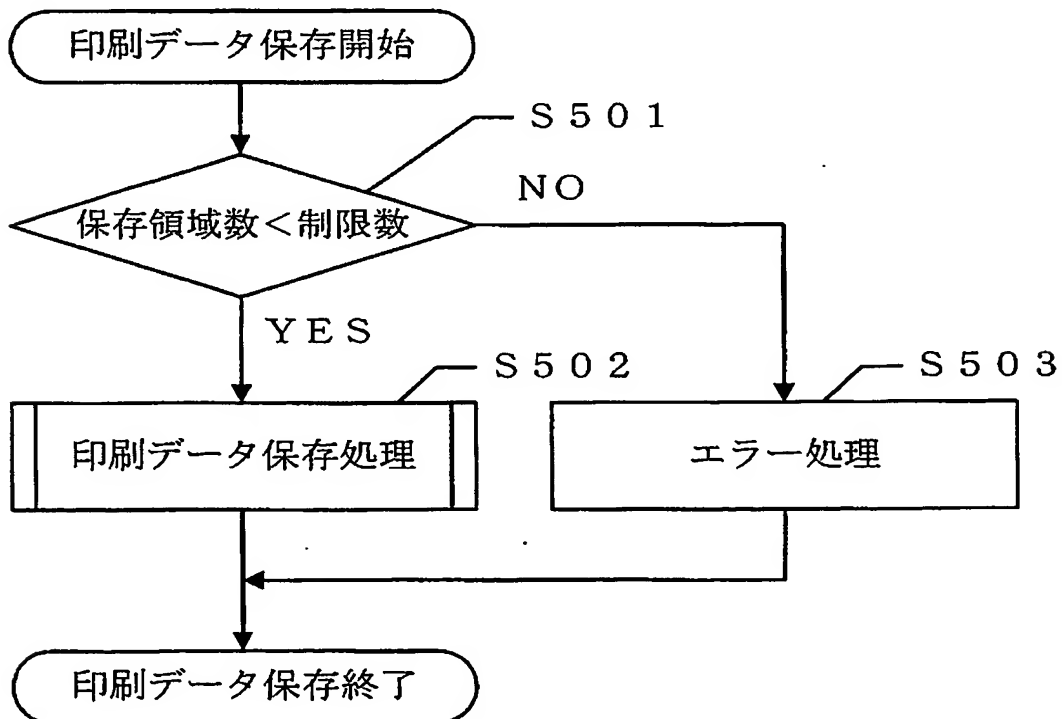 印刷データ保存開始
S501
保存領域数<制限数
NO
YES
S502
S503
印刷データ保存処理
エラー処理
印刷データ保存終了